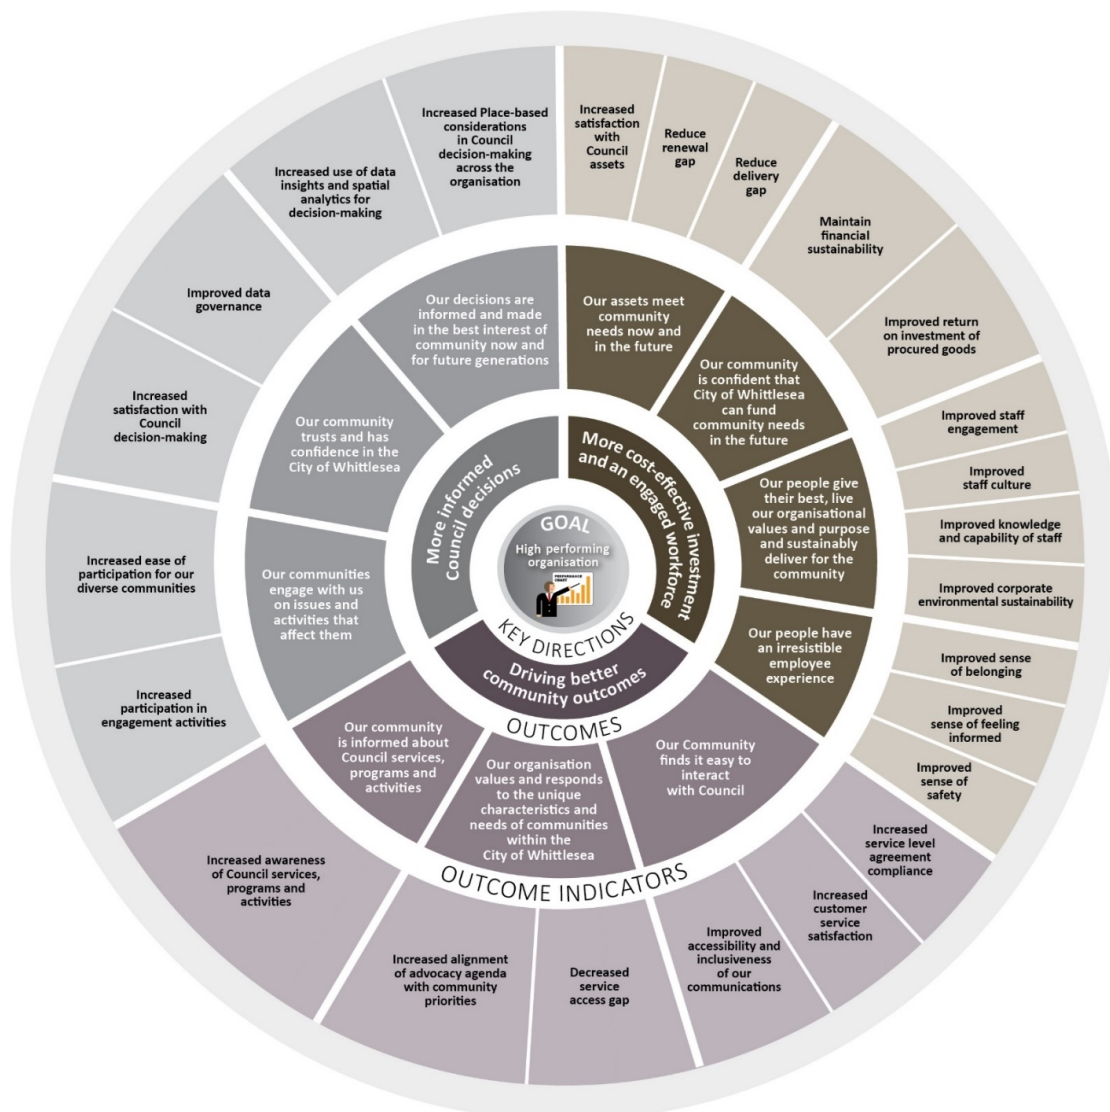 GOAL
High performing
organisation
PERFORMANCE
CHART
KEY DIRECTIONS
More informed
Council decisions
More cost-effective investment
and an engaged workforce
Driving better
community outcomes
OUTCOMES
Our decisions are
informed and made
in the best interest of
community now and
for future generations
Our assets meet
community
needs now and
in the future
Our community
is confident that
City of Whittlesea
can fund
community needs
in the future
Our people give
their best, live
our organisational
values and purpose
and sustainably
deliver for the
community
Our people have
an irresistible
employee
experience
Our Community
finds it easy to
interact
with Council
Our organisation
values and responds
to the unique
characteristics and
needs of communities
within the
City of Whittlesea
Our community
is informed about
Council services,
programs and
activities
Our communities
engage with us
on issues and
activities that
affect them
Our community
trusts and has
confidence in the
City of Whittlesea
OUTCOME INDICATORS
Increased Place-based
considerations
in Council
decision-making
across the
organisation
Increased
satisfaction
with
Council
assets
Reduce
renewal
gap
Reduce
delivery
gap
Maintain
financial
sustainability
Improved return
on investment of
procured goods
Improved staff
engagement
Improved
staff culture
Improved knowledge
and capability of staff
Improved corporate
environmental sustainability
Improved sense
of belonging
Improved
sense of feeling
informed
Improved
sense of
safety
Increased
service level
agreement
compliance
Increased
customer
service
satisfaction
Improved
accessibility and
inclusiveness
of our
communications
Decreased
service
access gap
Increased alignment
of advocacy agenda
with community
priorities
Increased awareness
of Council services,
programs and
activities
Increased
participation in
engagement activities
Increased ease of
participation for our
diverse communities
Increased
satisfaction with
Council
decision-making
Improved data
governance
Increased use of data
insights and spatial
analytics for
decision-making